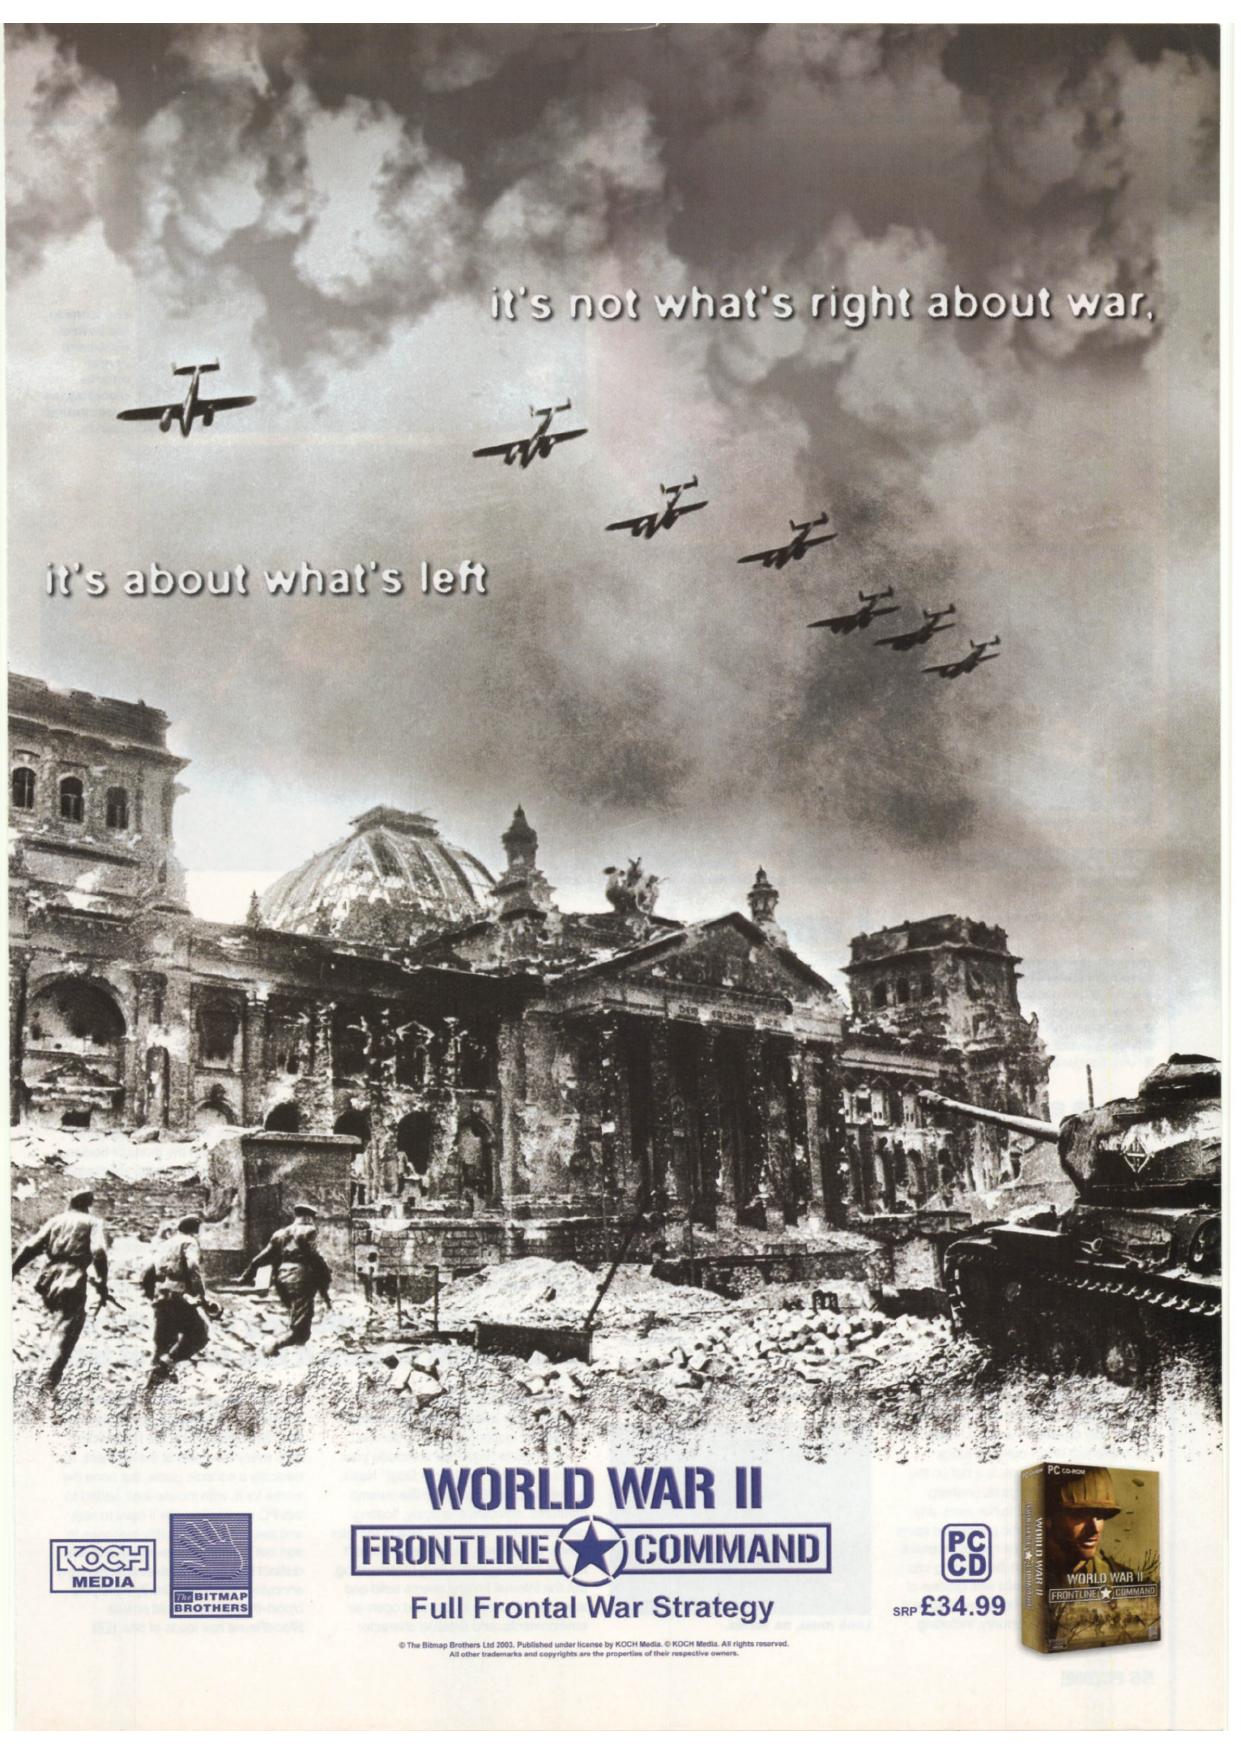 it's not what's right about war,
it's about what's left
WORLD WAR II
FRONTLINE COMMAND
Full Frontal War Strategy
KOCH
MEDIA
The BITMAP
BROTHERS
PC
CD
SRP £34.99
PC CD-ROM
WORLD WAR II
FRONTLINE COMMAND
© The Bitmap Brothers Ltd 2003. Published under license by KOCH Media. © KOCH Media. All rights reserved.
All other trademarks and copyrights are the properties of their respective owners.